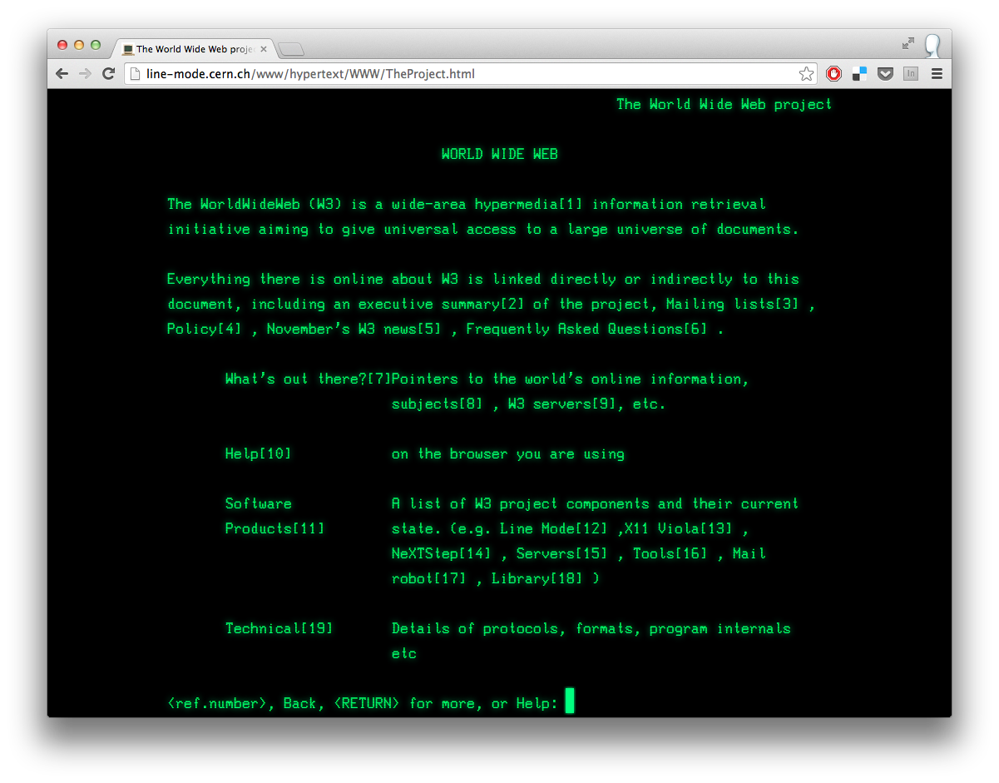 The World Wide Web proje
line-mode.cern.ch/www/hypertext/WWW/TheProject.html
In
The World Wide Web project
WORLD WIDE WEB
The WorldWideWeb (W3) is a wide-area hypermedia[1] information retrieval
initiative aiming to give universal access to a large universe of documents.
Everything there is online about W3 is linked directly or indirectly to this
document, including an executive summary[2] of the project, Mailing lists[3] ,
Policy[4] , November's W3 news[5] , Frequently Asked Questions[6] .
What's out there?[7]Pointers to the world's online information,
subjects[8] , W3 servers[9], etc.
Help[10] on the browser you are using
Software A list of W3 project components and their current
Products[11] state. (e.g. Line Mode[12] ,X11 Viola[13] ,
NeXTStep[14] , Servers[15] , Tools[16] , Mail
robot[17] , Library[18] )
Technical[19] Details of protocols, formats, program internals
etc
<ref.number>, Back, <RETURN> for more, or Help: